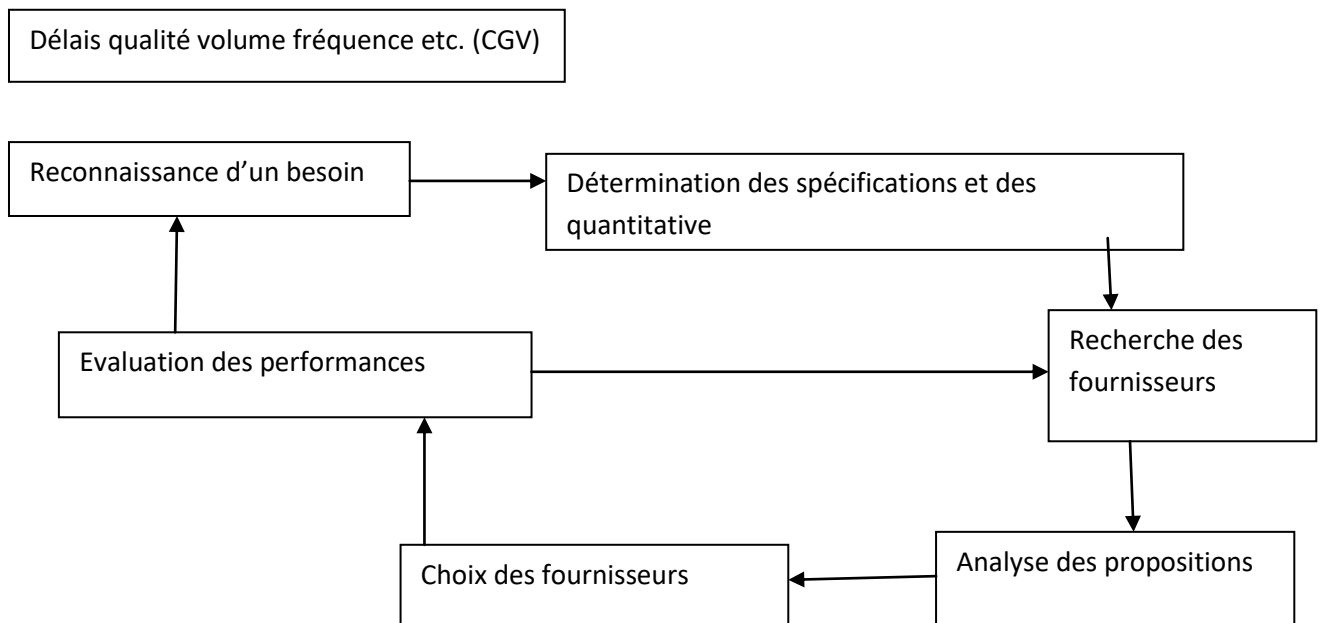 Délais qualité volume fréquence etc. (CGV)
Reconnaissance d’un besoin
Détermination des spécifications et des
quantitative
Recherche des
fournisseurs
Evaluation des performances
Analyse des propositions
Choix des fournisseurs